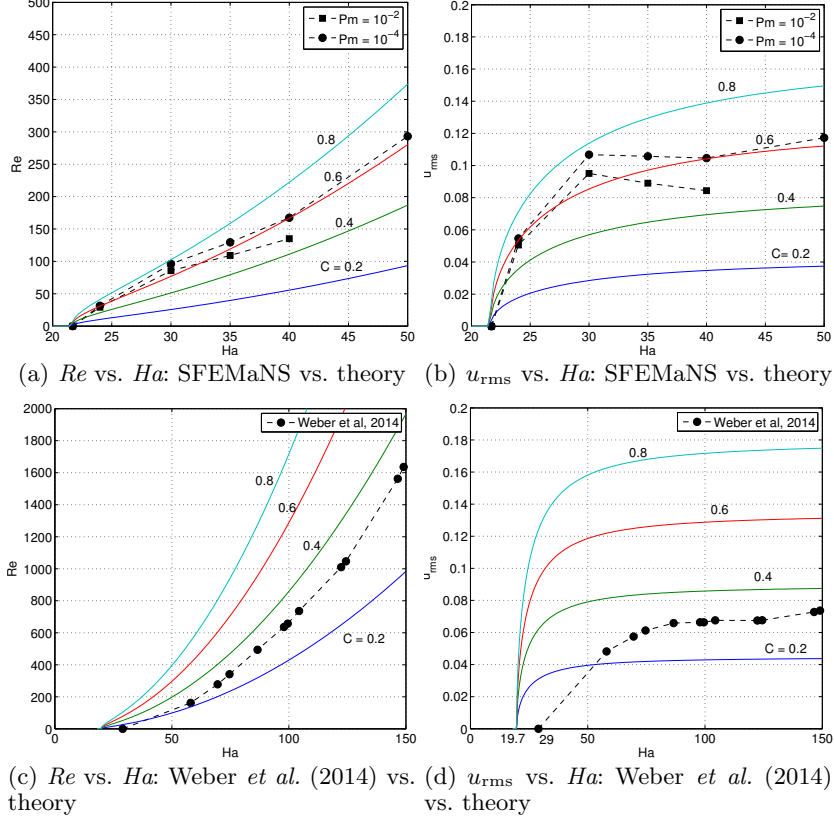 500
450
400
350
300
250
200
150
100
50
0
20 25 30 35 40 45 50
Ha
Re
Pm = 10⁻²
Pm = 10⁻⁴
0.8
0.6
0.4
C = 0.2
0.2
0.18
0.16
0.14
0.12
0.1
0.08
0.06
0.04
0.02
0
20 25 30 35 40 45 50
Ha
u_rms
Pm = 10⁻²
Pm = 10⁻⁴
0.8
0.6
0.4
C = 0.2
(a) Re vs. Ha: SFEMaNS vs. theory
(b) u_rms vs. Ha: SFEMaNS vs. theory
2000
1800
1600
1400
1200
1000
800
600
400
200
0
0 50 100 150
Ha
Re
Weber et al, 2014
0.8
0.6
0.4
C = 0.2
0.2
0.18
0.16
0.14
0.12
0.1
0.08
0.06
0.04
0.02
0
0 19.7 29 50 100 150
Ha
u_rms
Weber et al, 2014
0.8
0.6
0.4
C = 0.2
(c) Re vs. Ha: Weber et al. (2014) vs.
theory
(d) u_rms vs. Ha: Weber et al. (2014)
vs. theory